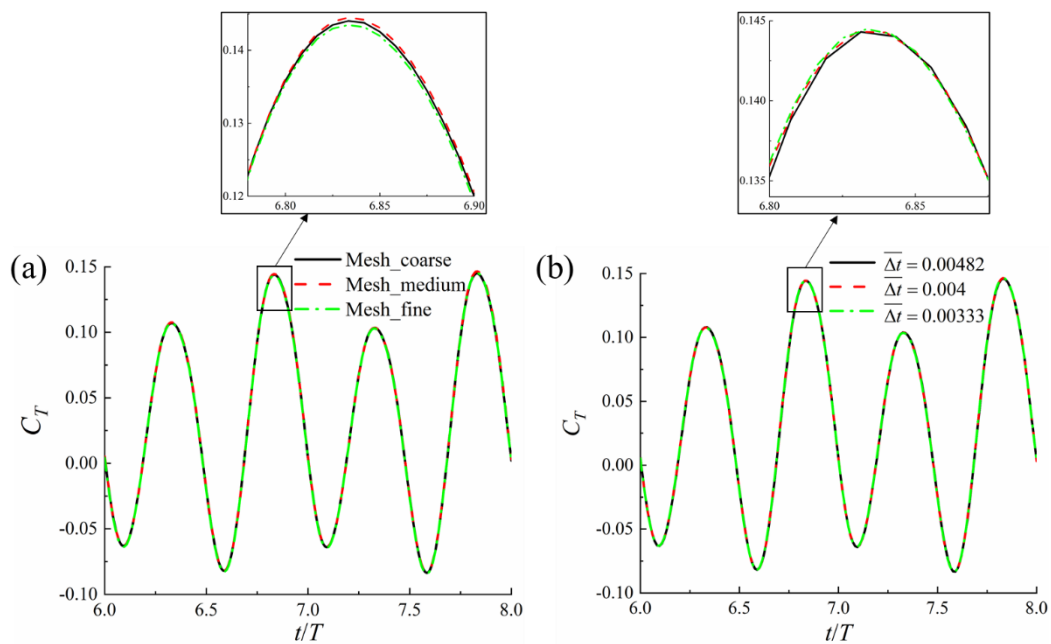 0.14
0.13
0.12
6.80 6.85 6.90
0.145
0.140
0.135
6.80 6.85
(a)
0.15
0.10
0.05
0.00
-0.05
-0.10
C_T
Mesh_coarse
Mesh_medium
Mesh_fine
6.0 6.5 7.0 7.5 8.0
t/T
(b)
0.15
0.10
0.05
0.00
-0.05
-0.10
C_T
Δt = 0.00482
Δt = 0.004
Δt = 0.00333
6.0 6.5 7.0 7.5 8.0
t/T